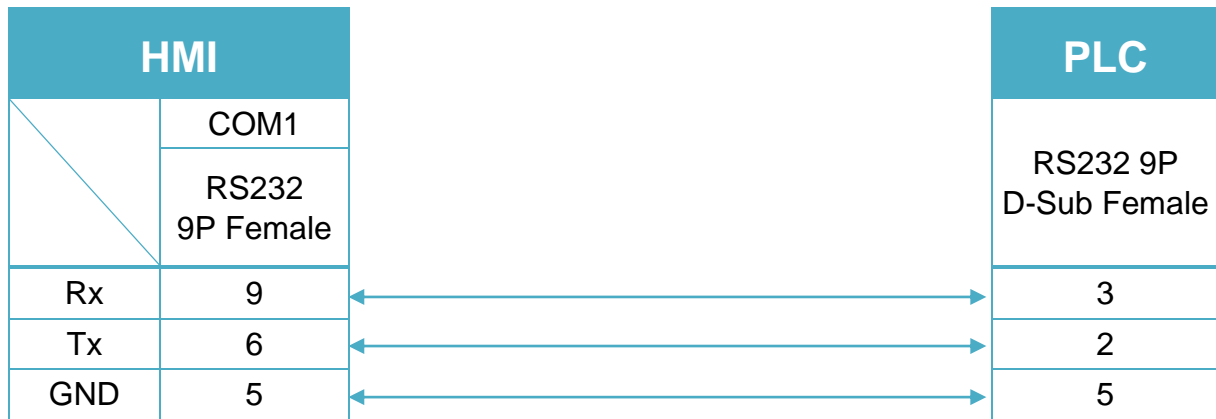 HMI
PLC
COM1
RS232
9P Female
RS232 9P
D-Sub Female
Rx 9 3
Tx 6 2
GND 5 5